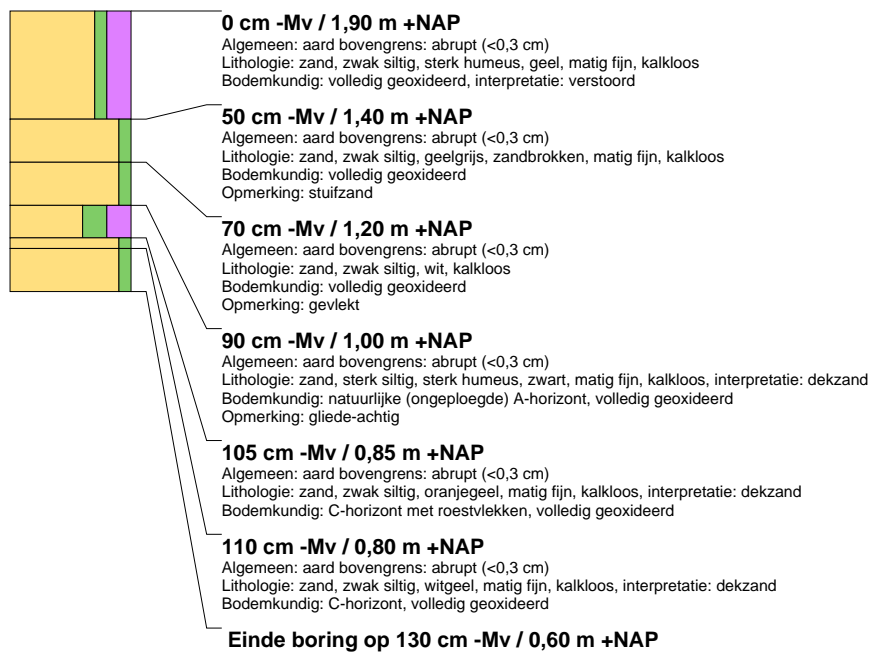 0 cm -Mv / 1,90 m +NAP
Algemeen: aard bovengrens: abrupt (<0,3 cm)
Lithologie: zand, zwak siltig, sterk humeus, geel, matig fijn, kalkloos
Bodemkundig: volledig geoxideerd, interpretatie: verstoord
50 cm -Mv / 1,40 m +NAP
Algemeen: aard bovengrens: abrupt (<0,3 cm)
Lithologie: zand, zwak siltig, geelgrijs, zandbrokken, matig fijn, kalkloos
Bodemkundig: volledig geoxideerd
Opmerking: stuifzand
70 cm -Mv / 1,20 m +NAP
Algemeen: aard bovengrens: abrupt (<0,3 cm)
Lithologie: zand, zwak siltig, wit, kalkloos
Bodemkundig: volledig geoxideerd
Opmerking: gevlekt
90 cm -Mv / 1,00 m +NAP
Algemeen: aard bovengrens: abrupt (<0,3 cm)
Lithologie: zand, sterk siltig, sterk humeus, zwart, matig fijn, kalkloos, interpretatie: dekzand
Bodemkundig: natuurlijke (ongeploegde) A-horizont, volledig geoxideerd
Opmerking: gliede-achtig
105 cm -Mv / 0,85 m +NAP
Algemeen: aard bovengrens: abrupt (<0,3 cm)
Lithologie: zand, zwak siltig, oranjegeel, matig fijn, kalkloos, interpretatie: dekzand
Bodemkundig: C-horizont met roestvlekken, volledig geoxideerd
110 cm -Mv / 0,80 m +NAP
Algemeen: aard bovengrens: abrupt (<0,3 cm)
Lithologie: zand, zwak siltig, witgeel, matig fijn, kalkloos, interpretatie: dekzand
Bodemkundig: C-horizont, volledig geoxideerd
Einde boring op 130 cm -Mv / 0,60 m +NAP